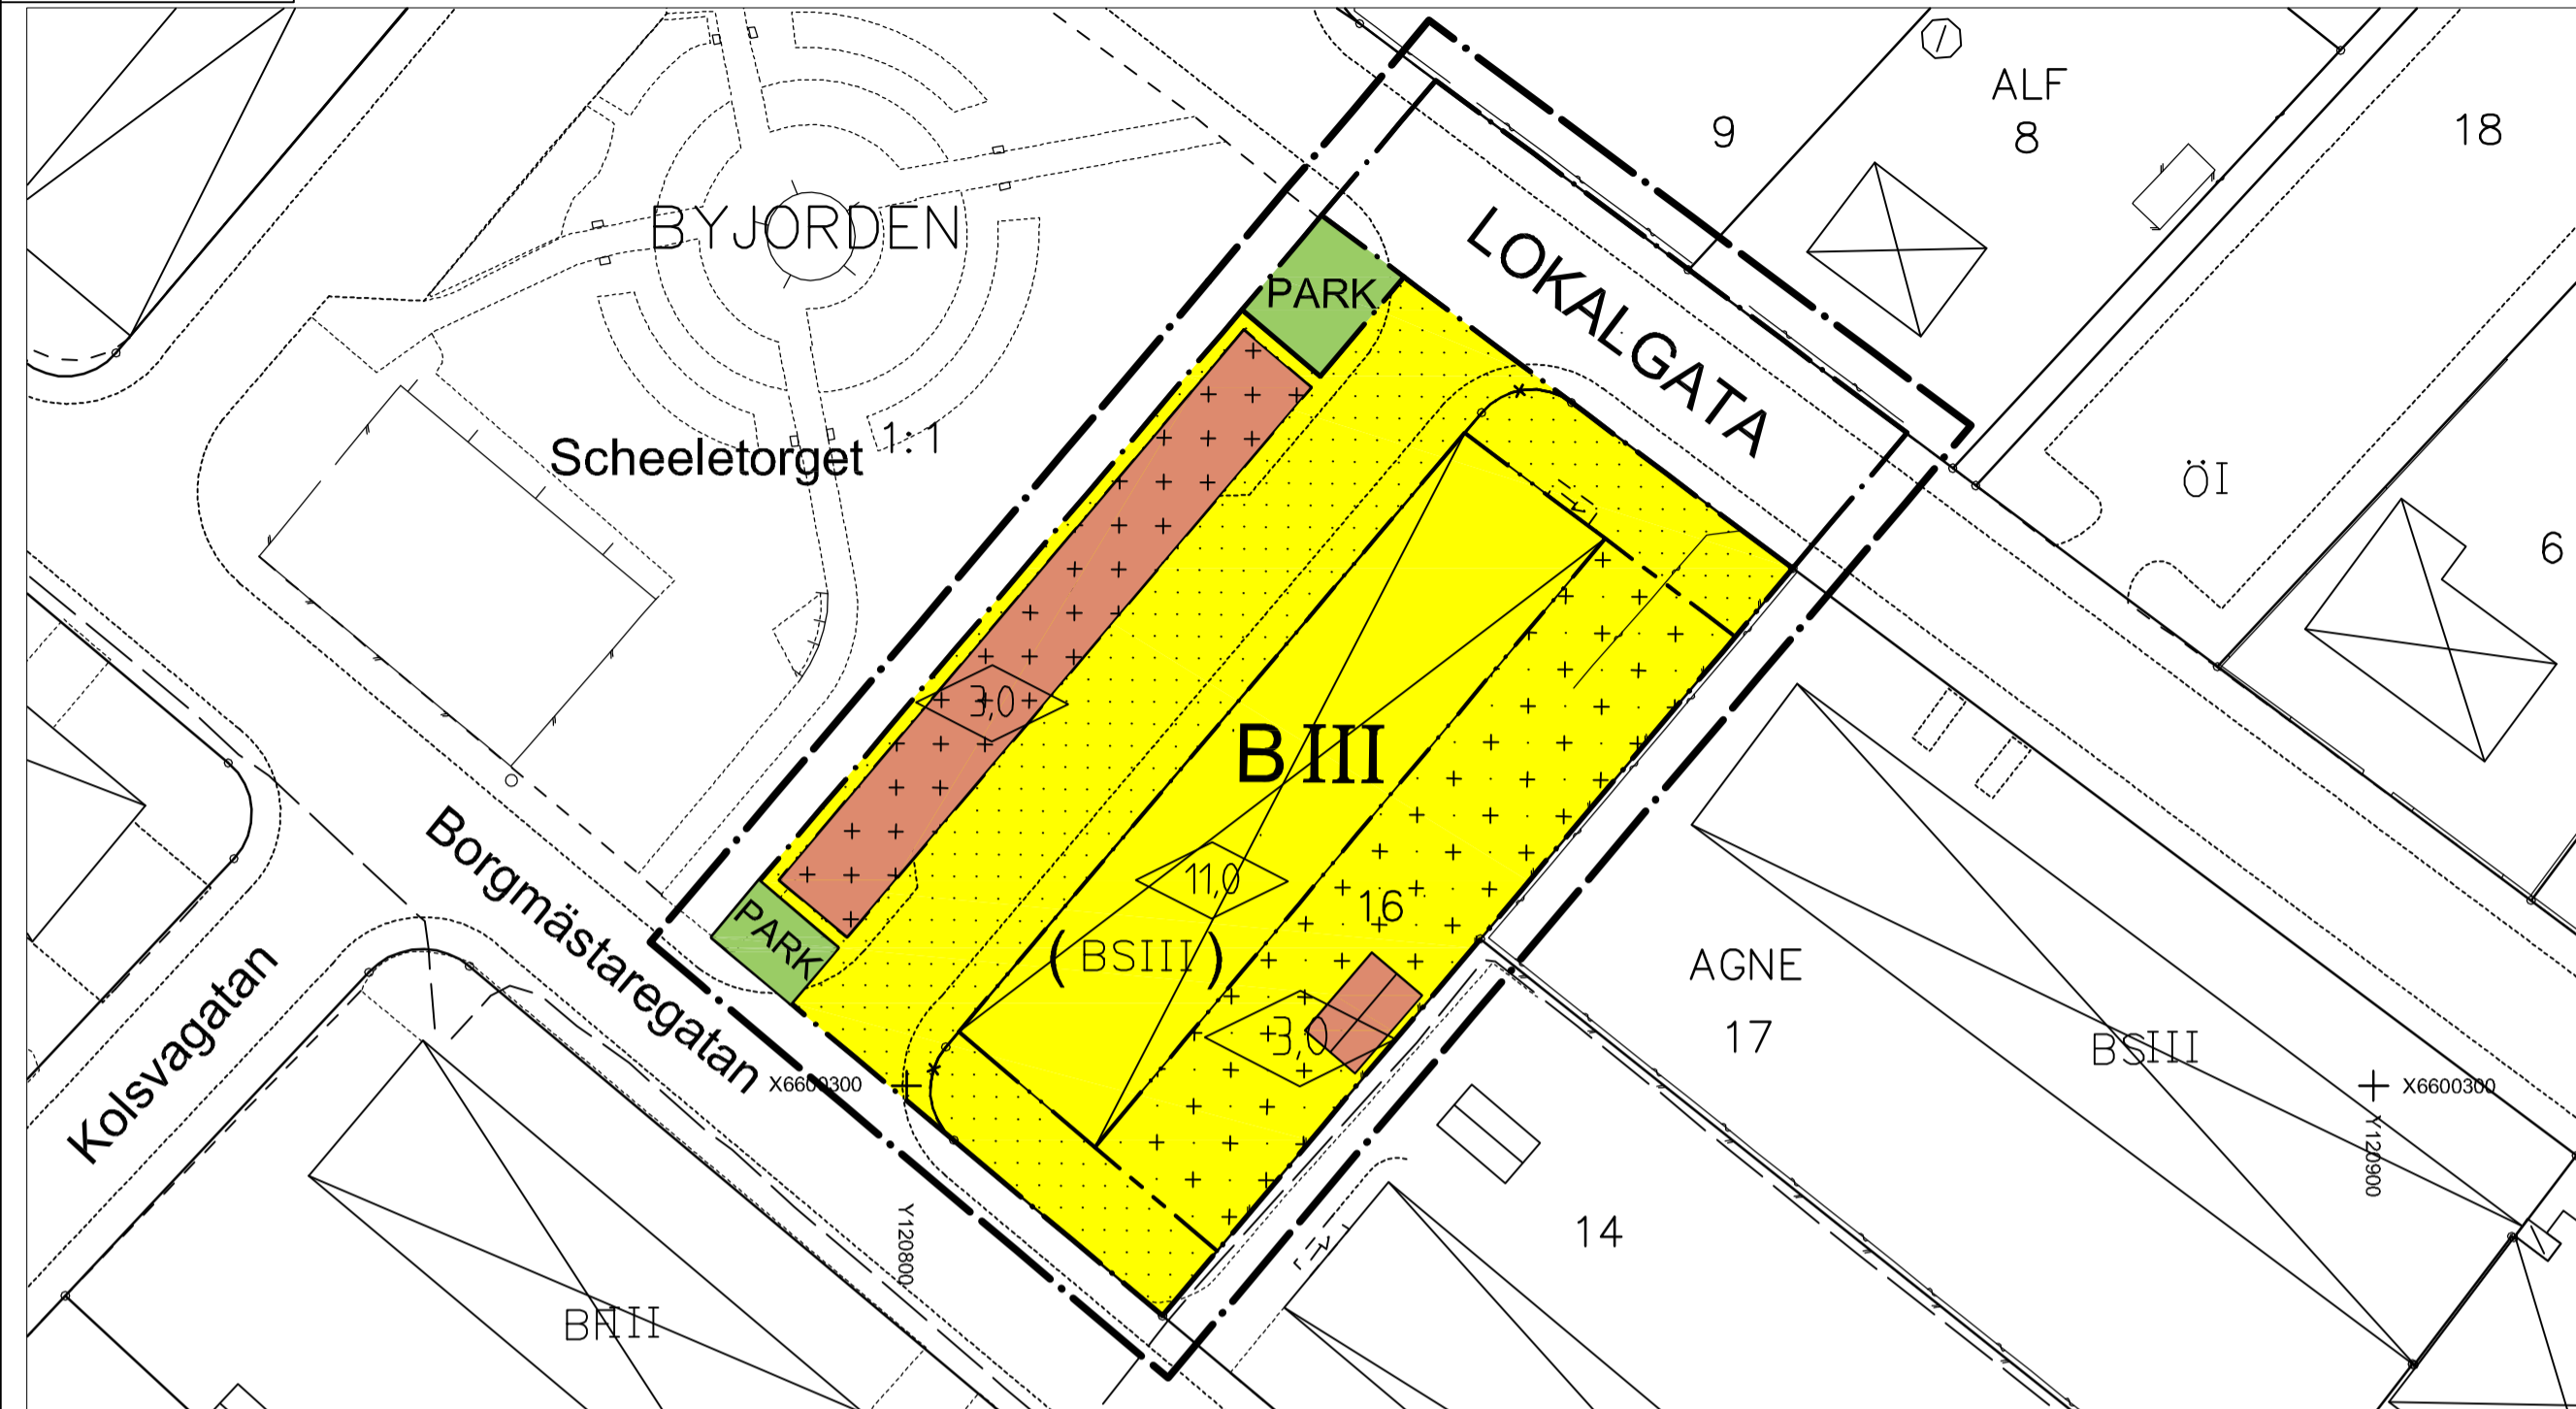 ALF
9
8
18
BYJORDEN
LOKALGATA
PARK
Scheeletorget
1:1
ÖI
6
3,0
B III
11,0
16
Borgmästaregatan
PARK
(BSIII)
AGNE
17
3,0
BSIII
Kolsvagatan
X6600300
X6600300
Y120900
Y120800
14